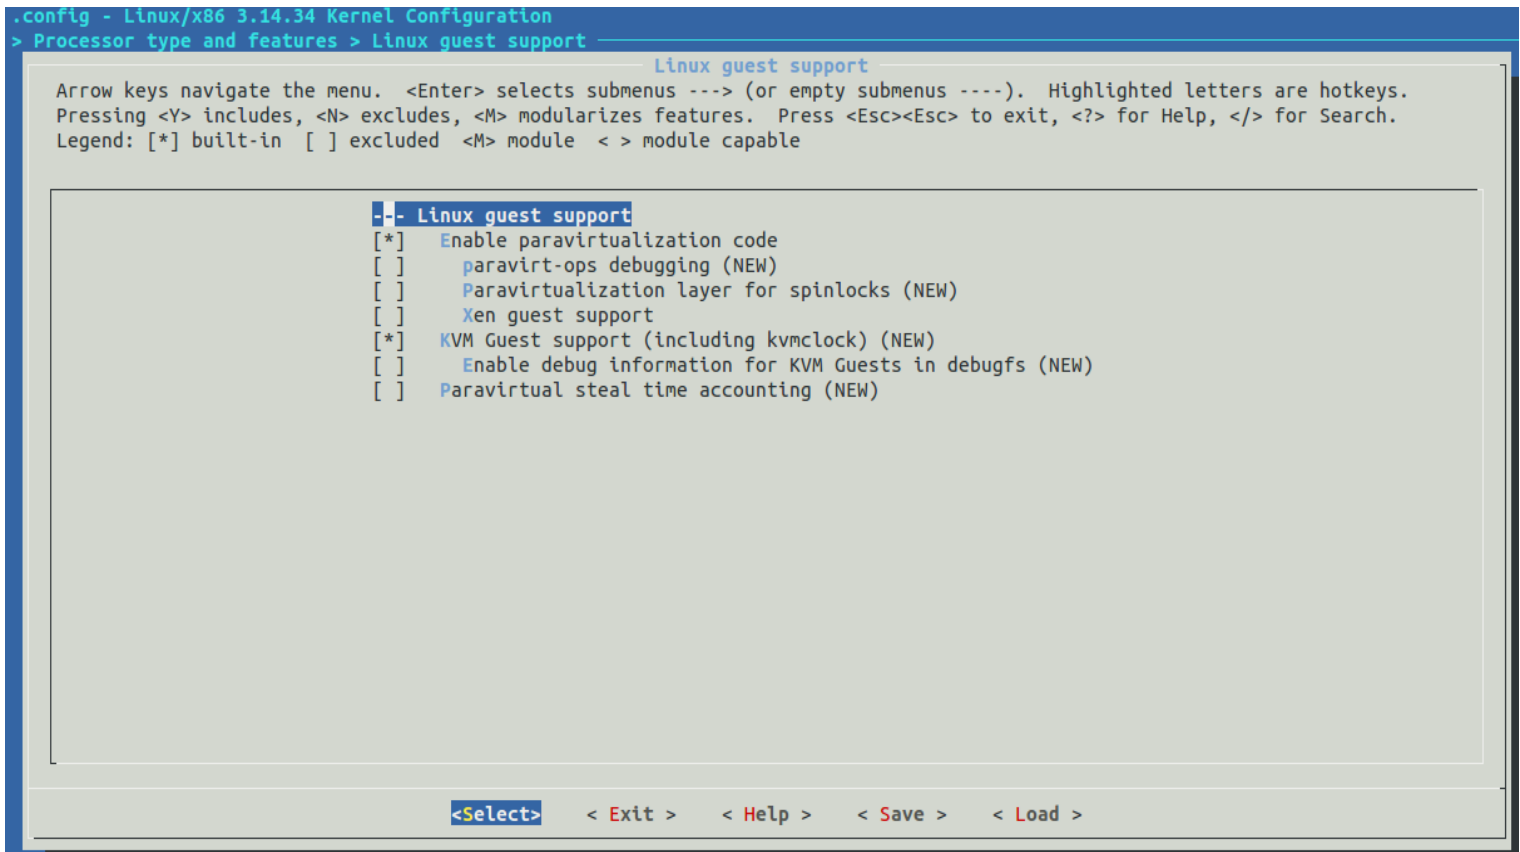 .config - Linux/x86 3.14.34 Kernel Configuration
> Processor type and features > Linux guest support
Linux guest support
Arrow keys navigate the menu.  <Enter> selects submenus ---> (or empty submenus ----).  Highlighted letters are hotkeys.
Pressing <Y> includes, <N> excludes, <M> modularizes features.  Press <Esc><Esc> to exit, <?> for Help, </> for Search.
Legend: [*] built-in  [ ] excluded  <M> module  < > module capable
--- Linux guest support
[*]   Enable paravirtualization code
[ ]     paravirt-ops debugging (NEW)
[ ]     Paravirtualization layer for spinlocks (NEW)
[ ]     Xen guest support
[*]   KVM Guest support (including kvmclock) (NEW)
[ ]     Enable debug information for KVM Guests in debugfs (NEW)
[ ]   Paravirtual steal time accounting (NEW)
<Select>    < Exit >    < Help >    < Save >    < Load >